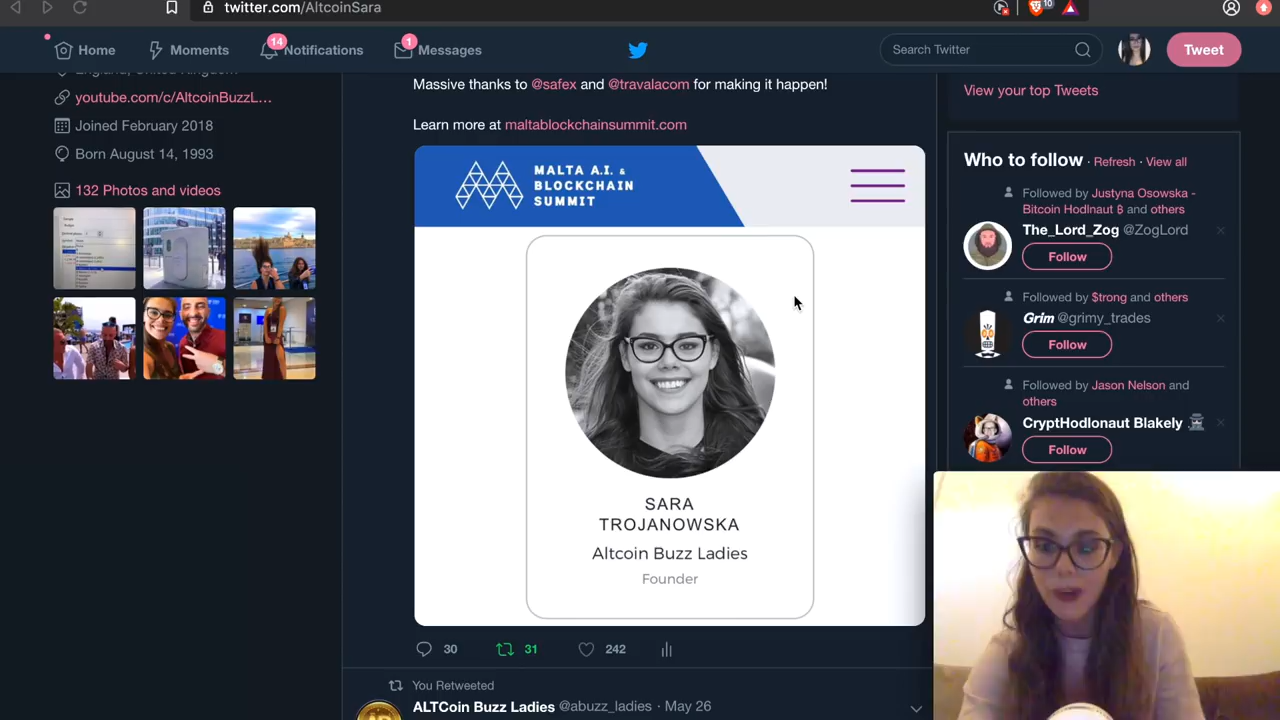 twitter.com/AltcoinSara
10
Home
Moments
14
Notifications
1
Messages
Search Twitter
Tweet
England, United Kingdom
youtube.com/c/AltcoinBuzzL...
Joined February 2018
Born August 14, 1993
132 Photos and videos
Massive thanks to @safex and @travalacom for making it happen!
Learn more at maltablockchainsummit.com
MALTA A.I. &
BLOCKCHAIN
SUMMIT
SARA
TROJANOWSKA
Altcoin Buzz Ladies
Founder
30
31
242
You Retweeted
ALTCoin Buzz Ladies @abuzz_ladies · May 26
View your top Tweets
Who to follow · Refresh · View all
Followed by Justyna Osowska -
Bitcoin Hodlnaut ₿ and others
The_Lord_Zog @ZogLord
Follow
Followed by $trong and others
Grim @grimy_trades
Follow
Followed by Jason Nelson and
others
CryptHodlonaut Blakely
Follow